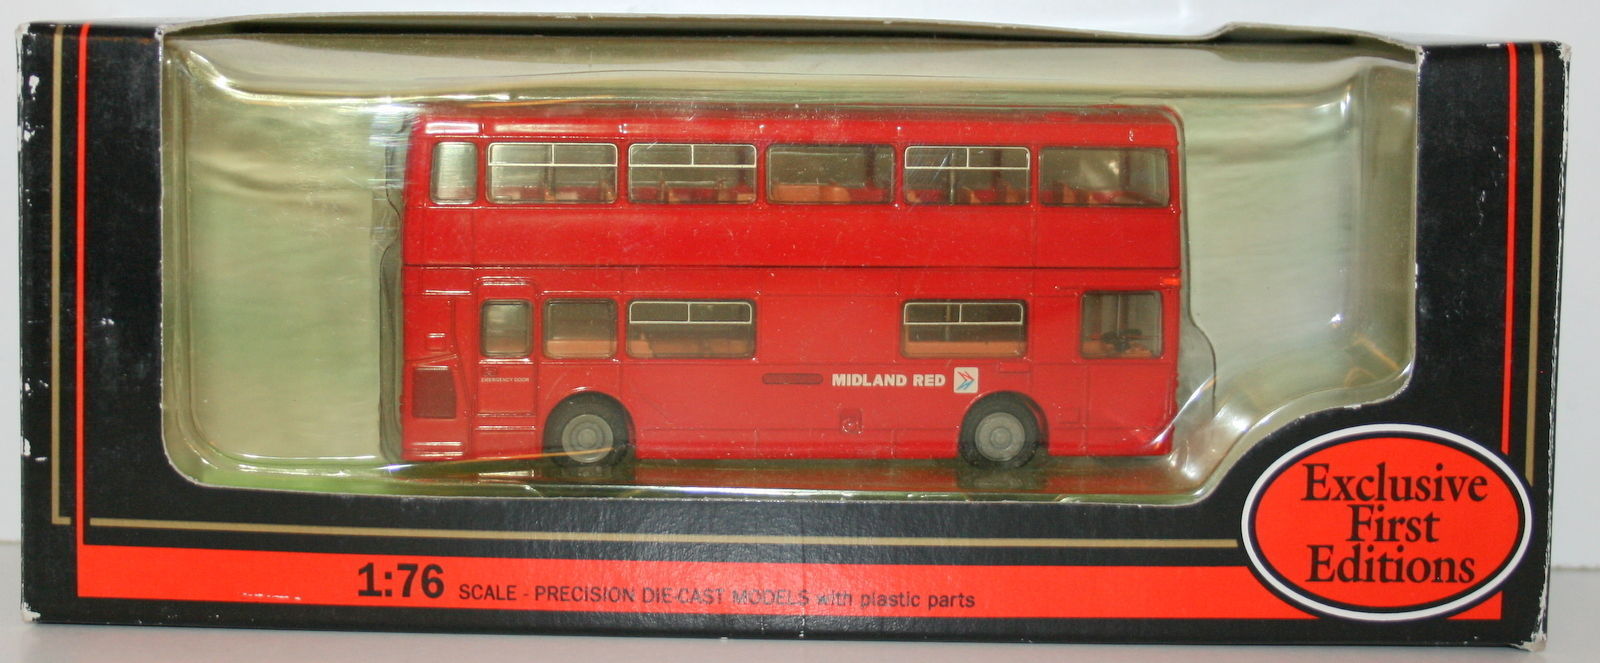 EMERGENCY DOOR
MIDLAND RED
Exclusive
First
Editions
1:76 SCALE - PRECISION DIE-CAST MODELS with plastic parts